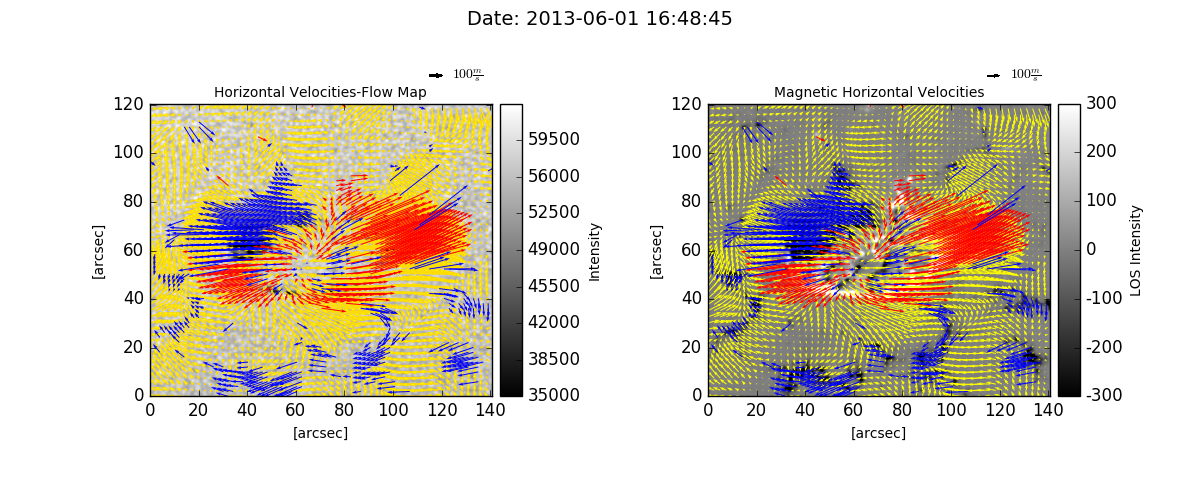 Date: 2013-06-01 16:48:45
100 m/s
100 m/s
Horizontal Velocities-Flow Map
Magnetic Horizontal Velocities
120
100
80
60
40
20
0
[arcsec]
0 20 40 60 80 100 120 140
[arcsec]
59500
56000
52500
49000
45500
42000
38500
35000
Intensity
120
100
80
60
40
20
0
[arcsec]
0 20 40 60 80 100 120 140
[arcsec]
300
200
100
0
-100
-200
-300
LOS Intensity